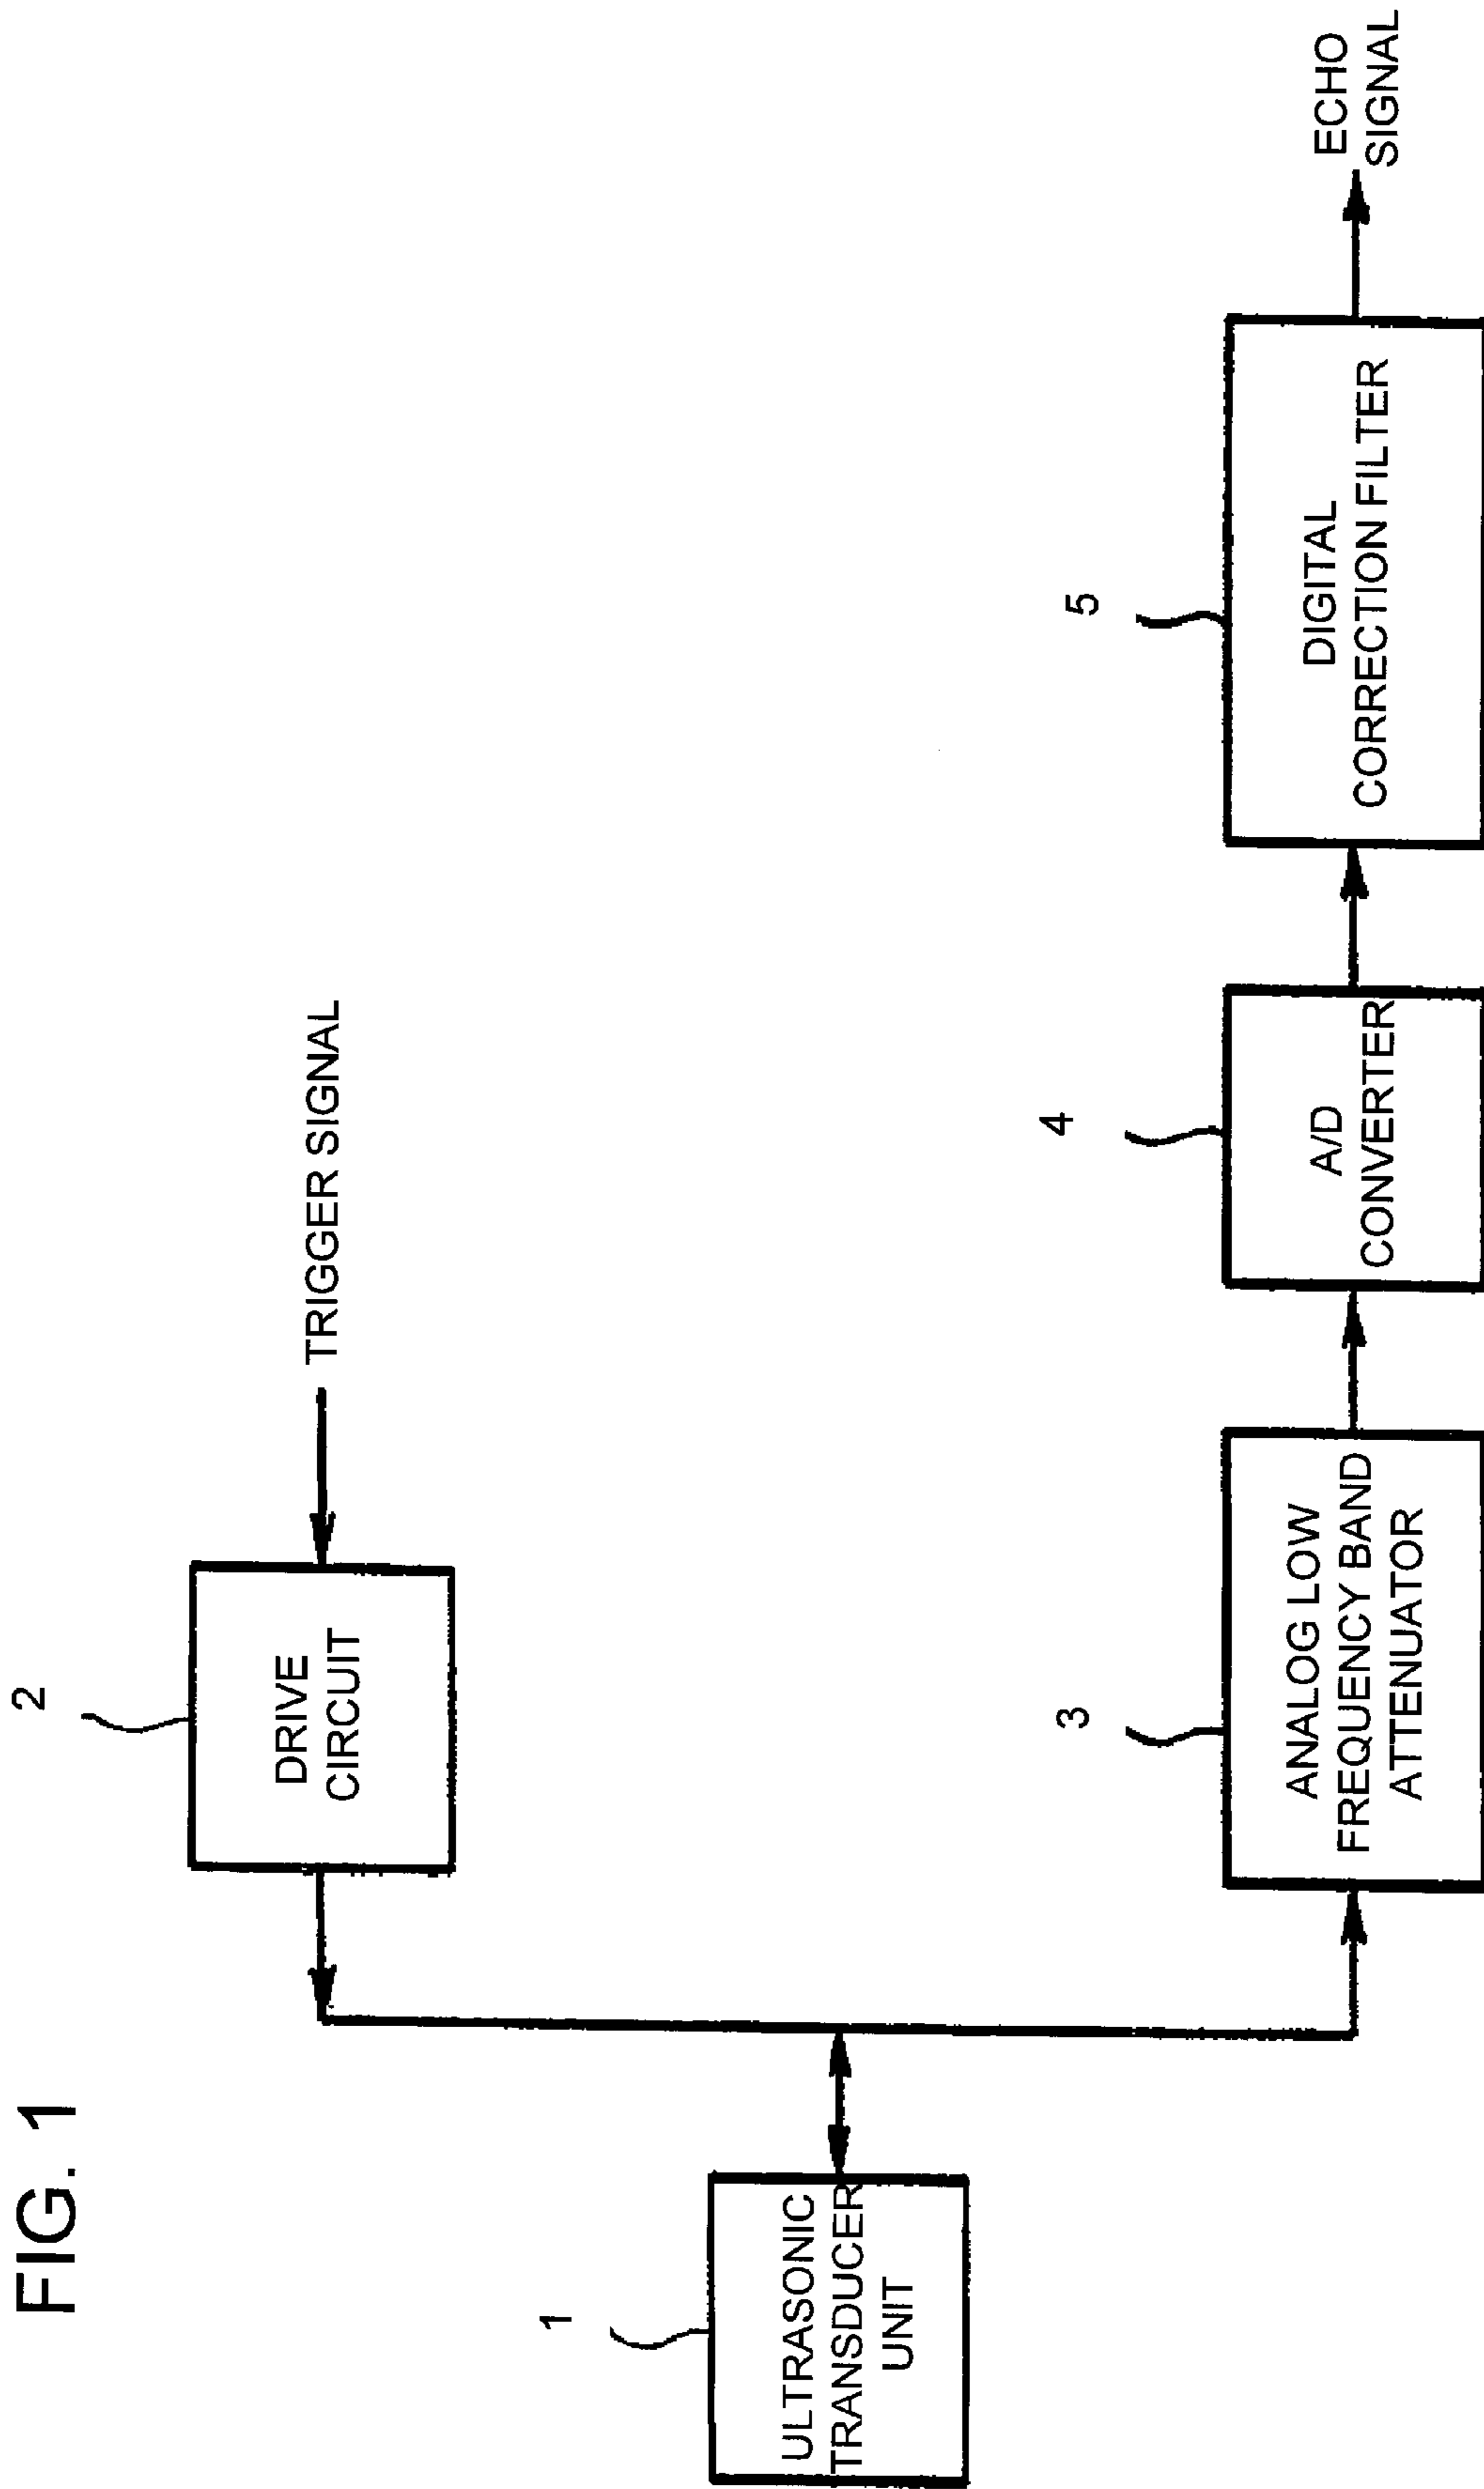 FIG. 1
2
DRIVE
CIRCUIT
TRIGGER SIGNAL
1
ULTRASONIC
TRANSDUCER
UNIT
3
ANALOG LOW
FREQUENCY BAND
ATTENUATOR
4
A/D
CONVERTER
5
DIGITAL
CORRECTION FILTER
ECHO
SIGNAL